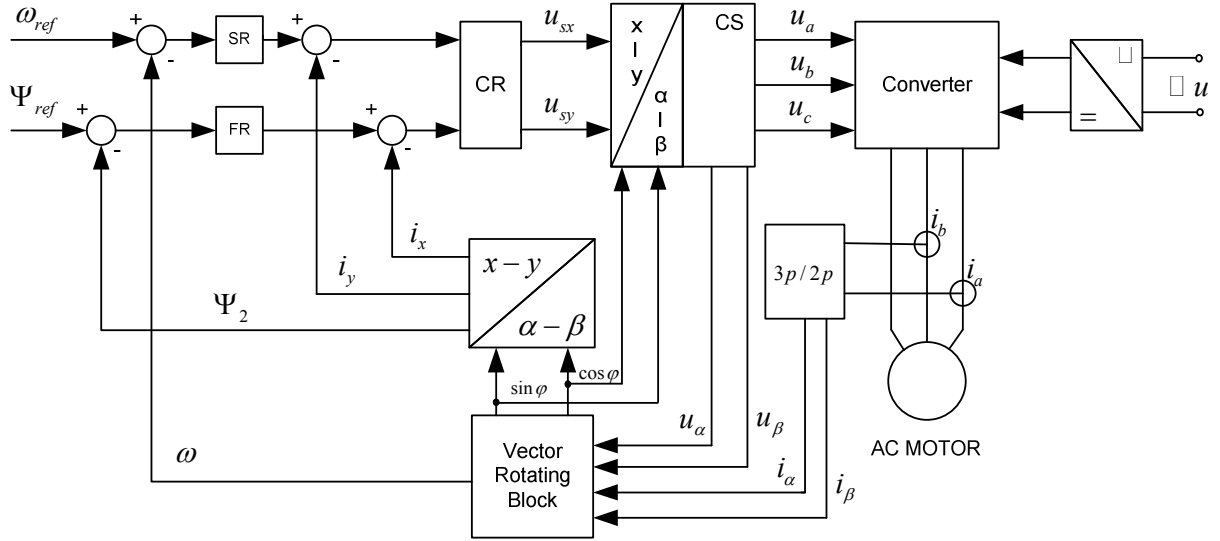 ω_ref
+
-
SR
+
-
u_sx
x
I
y
α
I
β
CS
u_a
u_b
u_c
Converter
=
u
Ψ_ref
+
-
FR
+
-
CR
u_sy
i_x
i_y
Ψ_2
x − y
α − β
3p / 2p
i_b
i_a
sin φ
cos φ
ω
Vector
Rotating
Block
u_α
u_β
i_α
i_β
AC MOTOR